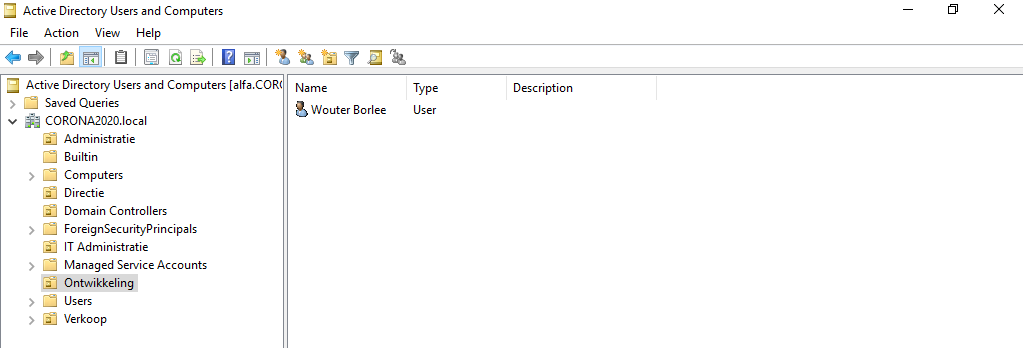 Active Directory Users and Computers
File Action View Help
Active Directory Users and Computers [alfa.COR
Saved Queries
CORONA2020.local
Administratie
Builtin
Computers
Directie
Domain Controllers
ForeignSecurityPrincipals
IT Administratie
Managed Service Accounts
Ontwikkeling
Users
Verkoop
Name Type Description
Wouter Borlee User